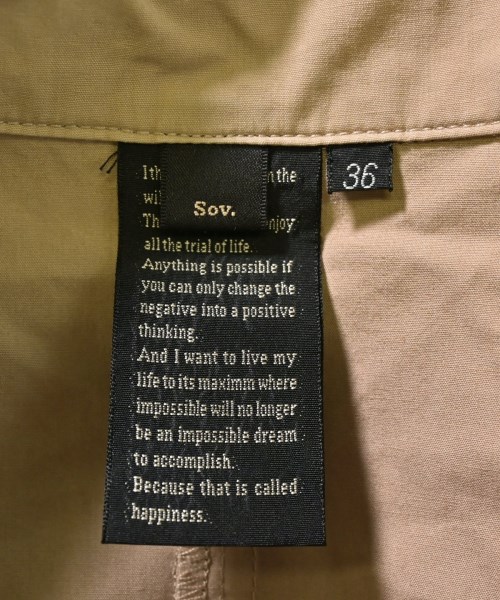 Sov.
36
the
all the trial of life.
Anything is possible if
you can only change the
negative into a positive
thinking.
And I want to live my
life to its maximm where
impossible will no longer
be an impossible dream
to accomplish.
Because that is called
happiness.